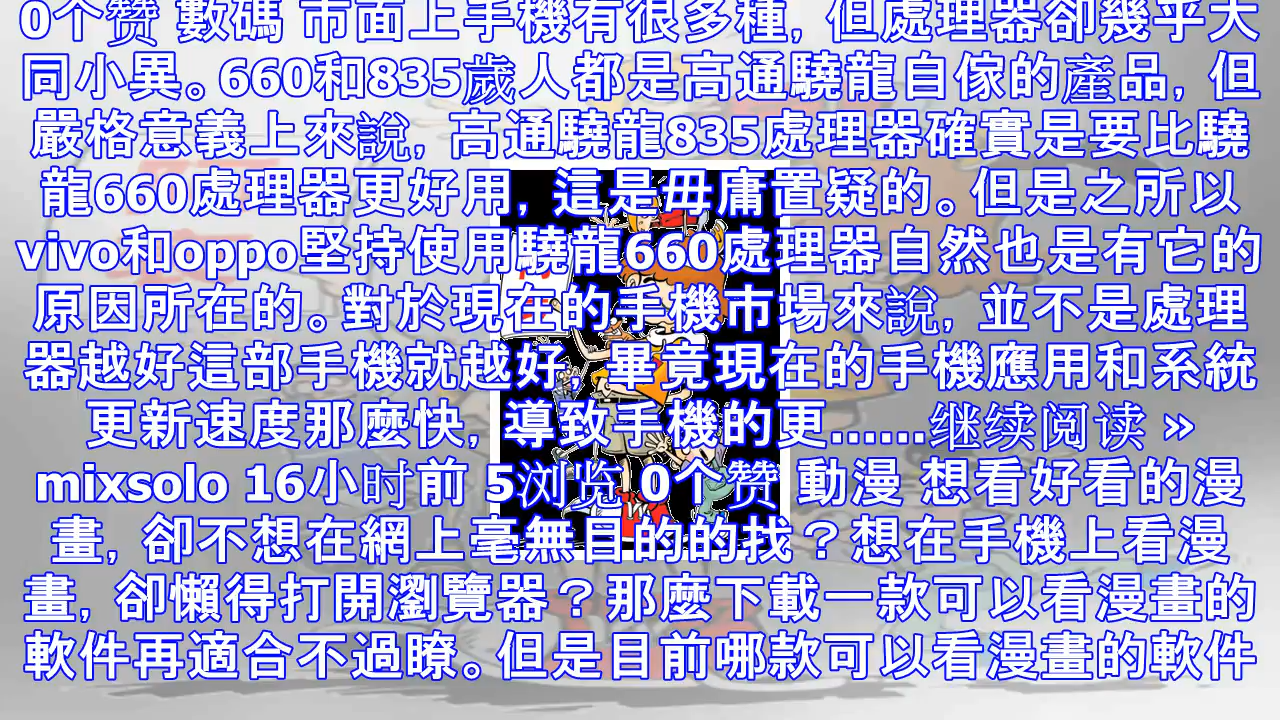 0个赞 數碼 市面上手機有很多種, 但處理器卻幾乎大
同小異。660和835歲人都是高通驍龍自傢的產品, 但
嚴格意義上來說, 高通驍龍835處理器確實是要比驍
龍660處理器更好用, 這是毋庸置疑的。但是之所以
vivo和oppo堅持使用驍龍660處理器自然也是有它的
原因所在的。對於現在的手機市場來說, 並不是處理
器越好這部手機就越好, 畢竟現在的手機應用和系統
更新速度那麼快, 導致手機的更……继续阅读 »
mixsolo 16小时前 5浏览 0个赞 動漫 想看好看的漫
畫, 卻不想在網上毫無目的的找？想在手機上看漫
畫, 卻懶得打開瀏覽器？那麼下載一款可以看漫畫的
軟件再適合不過瞭。但是目前哪款可以看漫畫的軟件